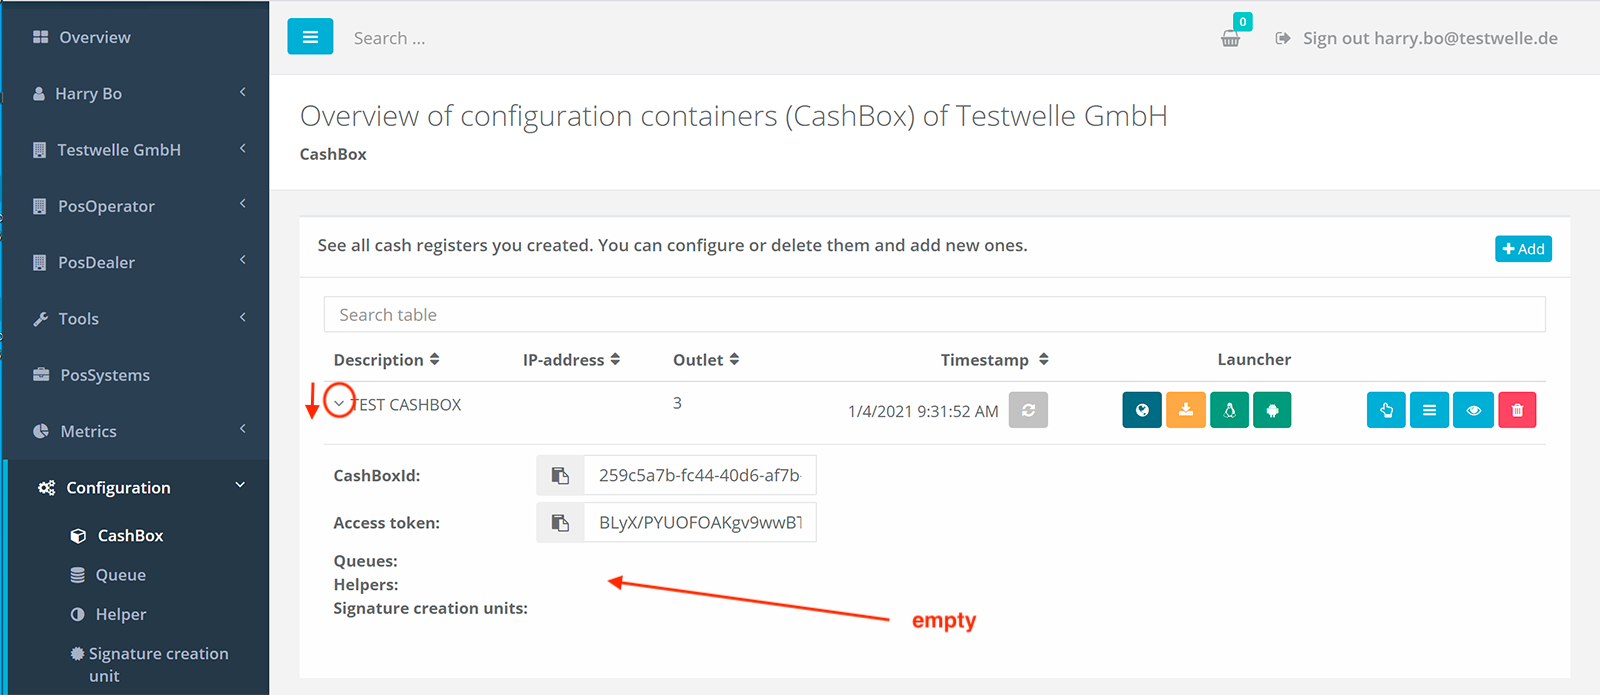 Overview
Harry Bo
Testwelle GmbH
PosOperator
PosDealer
Tools
PosSystems
Metrics
Configuration
CashBox
Queue
Helper
Signature creation
unit
Search ...
0
Sign out harry.bo@testwelle.de
Overview of configuration containers (CashBox) of Testwelle GmbH
CashBox
See all cash registers you created. You can configure or delete them and add new ones.
Add
Search table
Description IP-address Outlet Timestamp Launcher
TEST CASHBOX 3 1/4/2021 9:31:52 AM
CashBoxId: 259c5a7b-fc44-40d6-af7b-
Access token: BLyX/PYUOFOAKgv9wwBT
Queues:
Helpers:
Signature creation units:
empty